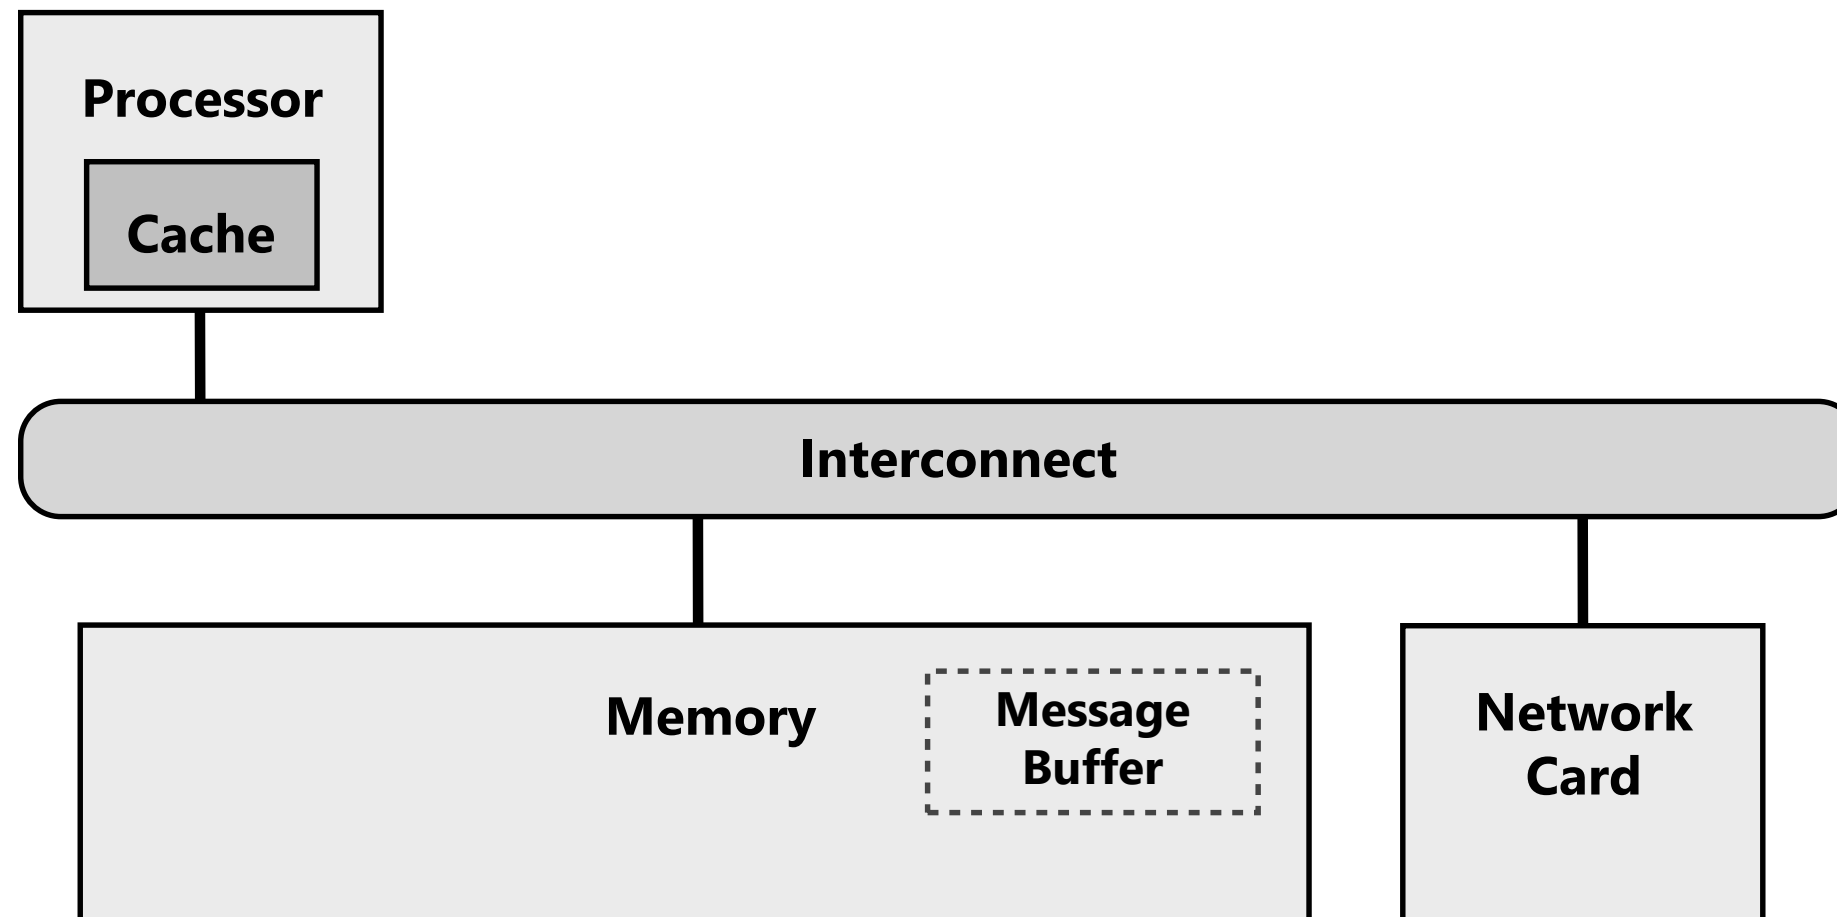 Processor
Cache
Interconnect
Memory
Message
Buffer
Network
Card